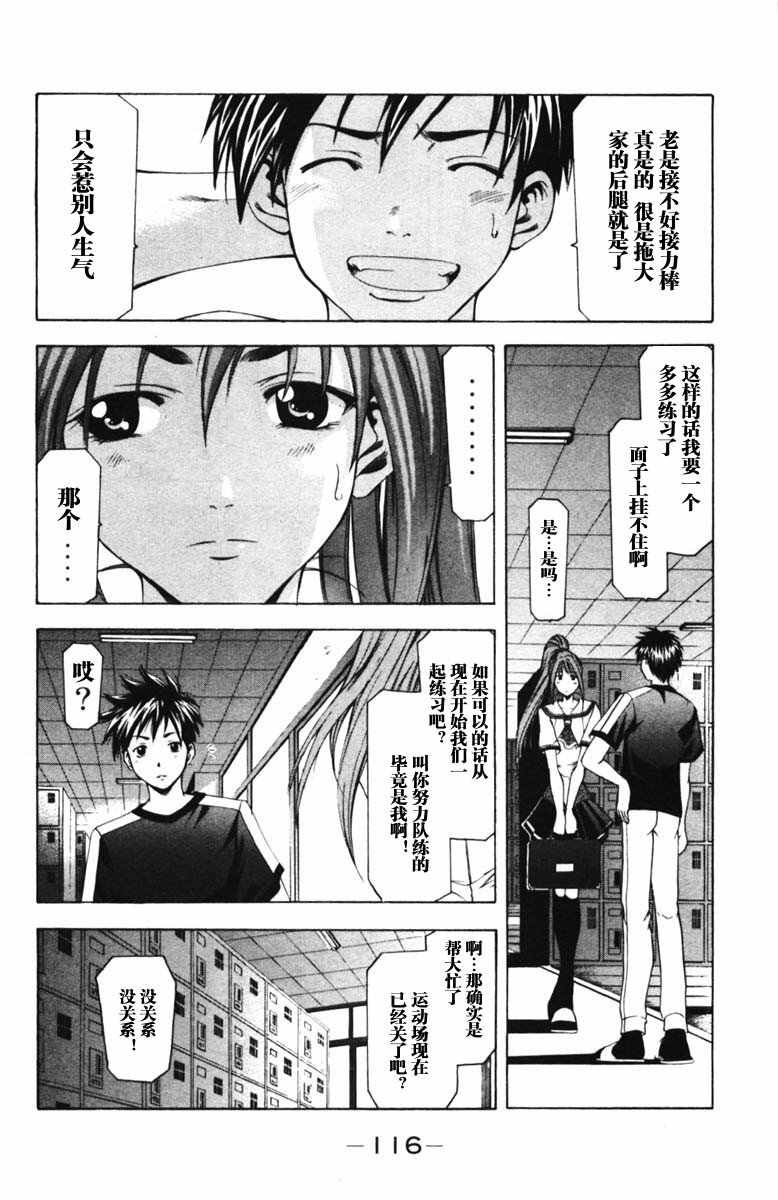 老是接不好接力棒
真是的 很是拖大
家的后腿就是了
只会惹别人生气
这样的话我要一个
多多练习了
面子上挂不住啊
是…是吗…
………
那个……
如果可以的话从
现在开始我们一
起练习吧?
叫你努力队练的
毕竟是我啊!
哎?
啊…那确实是
帮大忙了
运动场现在
已经关了吧?
没关系
没关系!
—116—